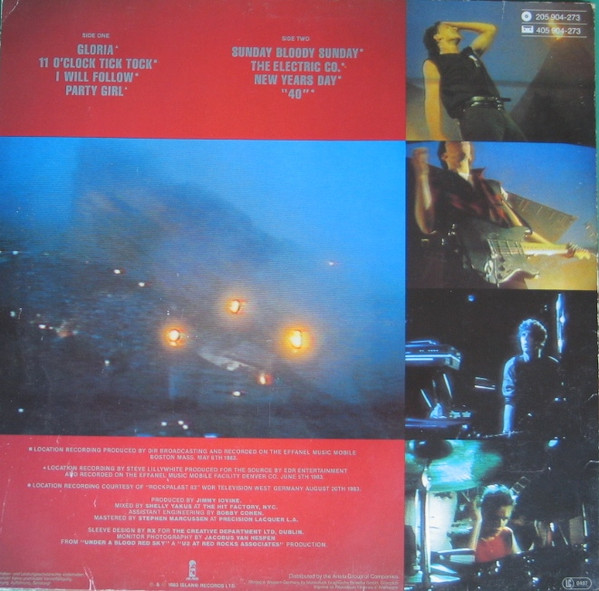 205 904-273
405 904-273
SIDE ONE
GLORIA*
11 O'CLOCK TICK TOCK*
I WILL FOLLOW*
PARTY GIRL*
SIDE TWO
SUNDAY BLOODY SUNDAY*
THE ELECTRIC CO.*
NEW YEARS DAY*
"40"*
LOCATION RECORDING PRODUCED BY DIR BROADCASTING AND RECORDED ON THE EFFANEL MUSIC MOBILE
BOSTON MASS. MAY 6TH 1983.
LOCATION RECORDING BY STEVE LILLYWHITE PRODUCED FOR THE SOURCE BY EBR ENTERTAINMENT
AND RECORDED ON THE EFFANEL MUSIC MOBILE FACILITY DENVER CO. JUNE 5TH 1983.
LOCATION RECORDING COURTESY OF "ROCKPALAST 83" WDR TELEVISION WEST GERMANY AUGUST 20TH 1983.
PRODUCED BY JIMMY IOVINE.
MIXED BY SHELLY YAKUS AT THE HIT FACTORY, NYC.
ASSISTANT ENGINEERING BY BOBBY COHEN.
MASTERED BY STEPHEN MARCUSSEN AT PRECISION LACQUER L.A.
SLEEVE DESIGN BY RX FOR THE CREATIVE DEPARTMENT LTD, DUBLIN.
MONITOR PHOTOGRAPHY BY JACOBUS VAN HESPEN
FROM "UNDER A BLOOD RED SKY" A "US AT RED ROCKS ASSOCIATES" PRODUCTION.
1983 ISLAND RECORDS LTD.
Distributed by the Ariola-Eurodisc Companies